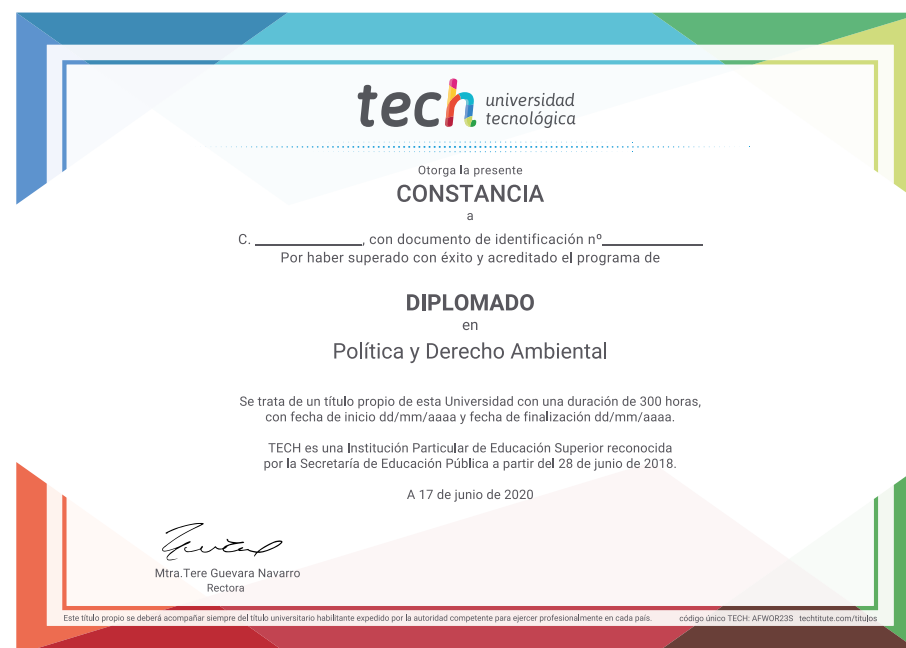 tech universidad
tecnológica
Otorga la presente
CONSTANCIA
a
C. ______________, con documento de identificación nº_____________
Por haber superado con éxito y acreditado el programa de
DIPLOMADO
en
Política y Derecho Ambiental
Se trata de un título propio de esta Universidad con una duración de 300 horas,
con fecha de inicio dd/mm/aaaa y fecha de finalización dd/mm/aaaa.
TECH es una Institución Particular de Educación Superior reconocida
por la Secretaría de Educación Pública a partir del 28 de junio de 2018.
A 17 de junio de 2020
Mtra.Tere Guevara Navarro
Rectora
Este título propio se deberá acompañar siempre del título universitario habilitante expedido por la autoridad competente para ejercer profesionalmente en cada país. código único TECH: AFWOR23S techtitute.com/titulos